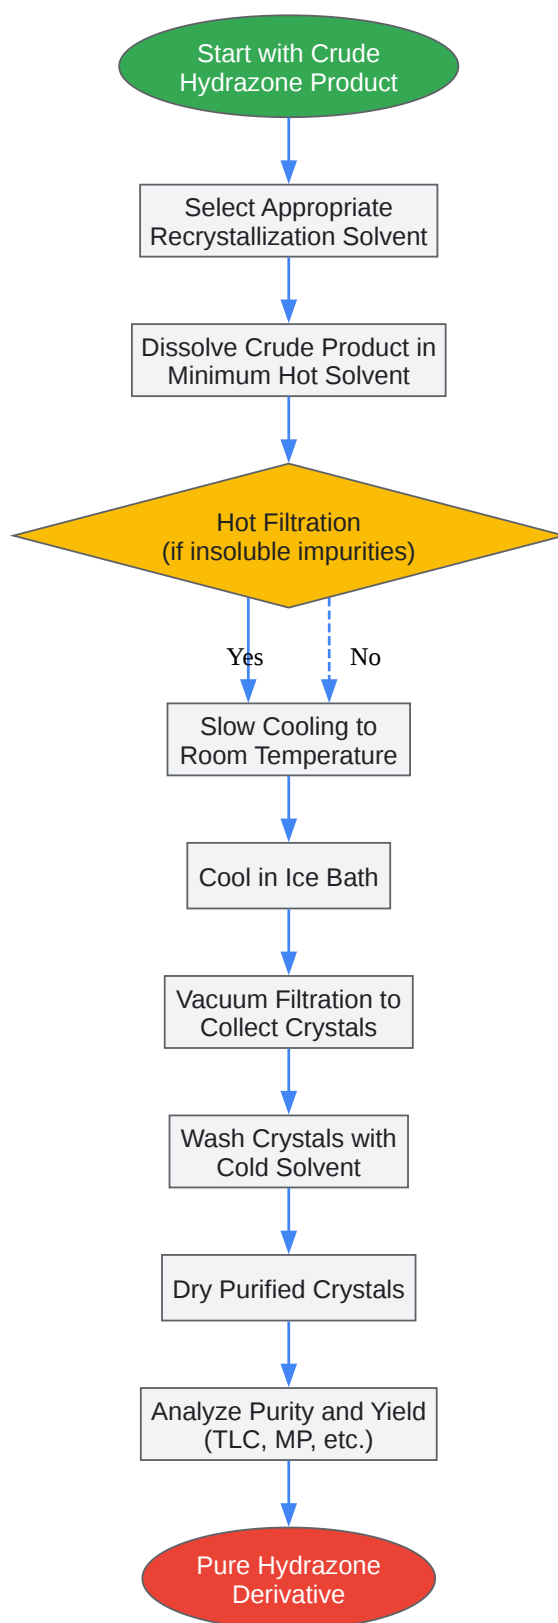 Start with Crude
Hydrazone Product
Select Appropriate
Recrystallization Solvent
Dissolve Crude Product in
Minimum Hot Solvent
Hot Filtration
(if insoluble impurities)
Yes
No
Slow Cooling to
Room Temperature
Cool in Ice Bath
Vacuum Filtration to
Collect Crystals
Wash Crystals with
Cold Solvent
Dry Purified Crystals
Analyze Purity and Yield
(TLC, MP, etc.)
Pure Hydrazone
Derivative